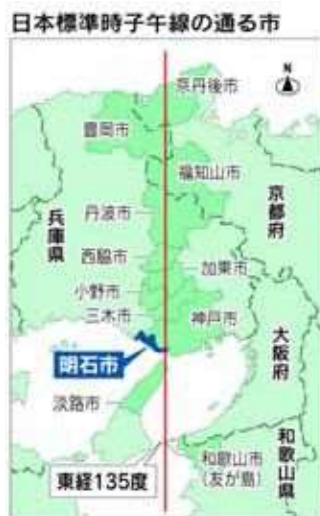 日本標準時子午線の通る市
京丹後市
N
豊岡市
福知山市
京都府
丹波市
兵庫県
西脇市
加東市
小野市
三木市
神戸市
大阪府
明石市
淡路市
和歌山県
和歌山市
(友が島)
東経135度